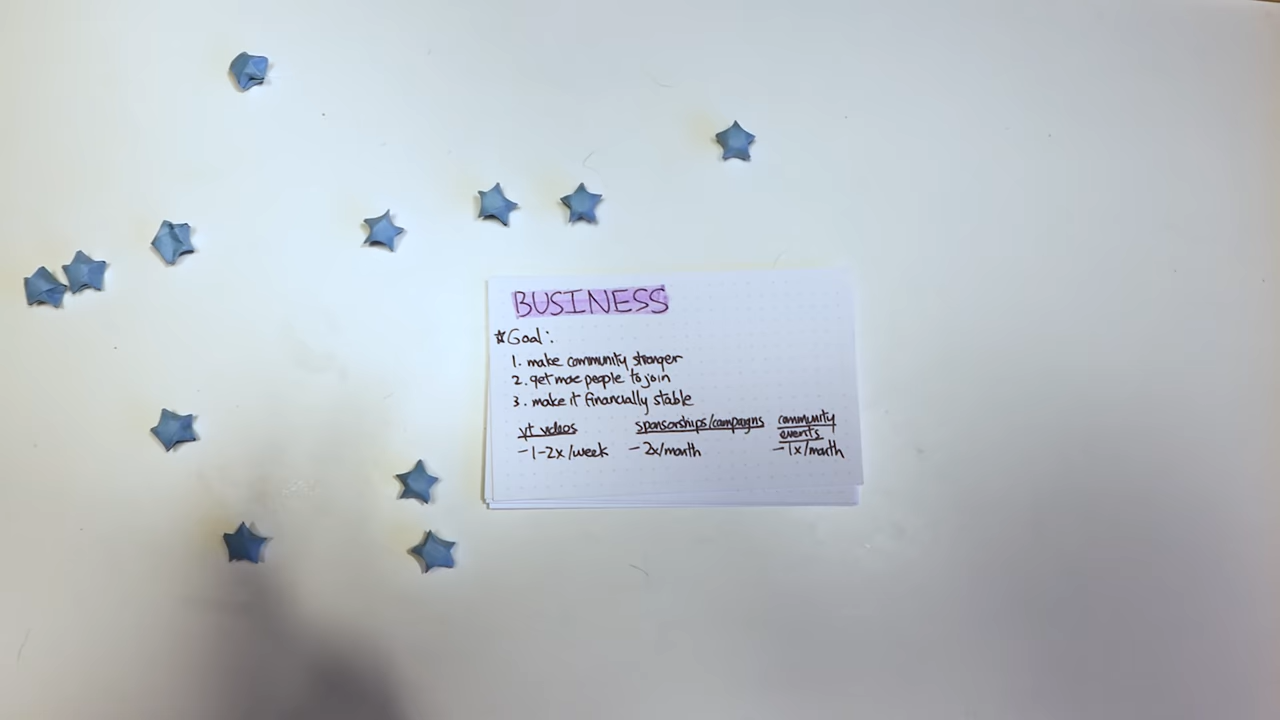 BUSINESS
☆Goal:
1. make community stronger
2. get more people to join
3. make it financially stable
yt videos sponsorships/campaigns community
events
-1-2x/week -2x/month -1x/month